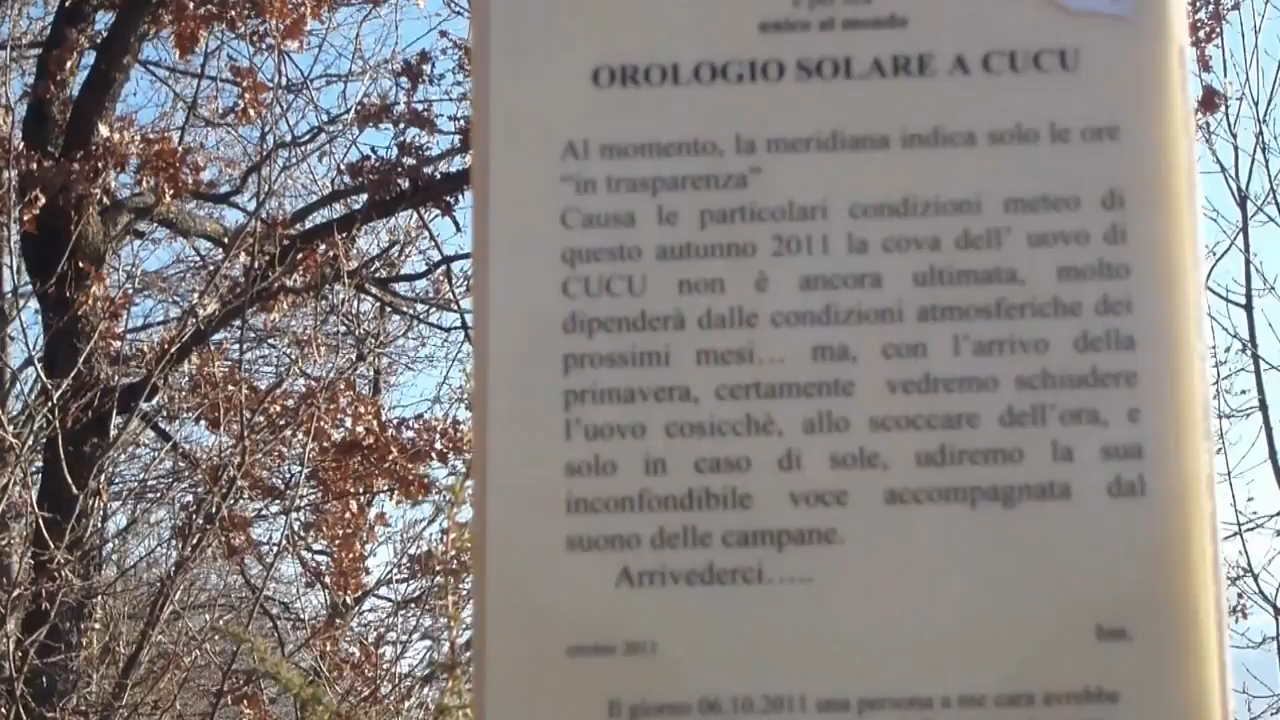 unico al mondo
OROLOGIO SOLARE A CUCU
Al momento, la meridiana indica solo le ore
“in trasparenza”
Causa le particolari condizioni meteo di
questo autunno 2011 la cova dell’ uovo di
CUCU non è ancora ultimata, molto
dipenderà dalle condizioni atmosferiche dei
prossimi mesi… ma, con l’arrivo della
primavera, certamente vedremo schiudere
l’uovo cosicchè, allo scoccare dell’ora, e
solo in caso di sole, udiremo la sua
inconfondibile voce accompagnata dal
suono delle campane.
Arrivederci…..
ottobre 2011
Il giorno 06.10.2011 una persona a me cara avrebbe